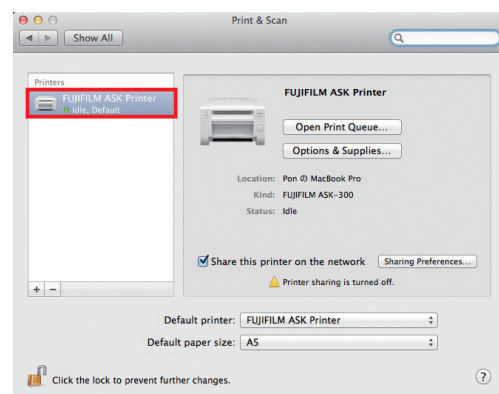 Print & Scan
Show All
Printers
FUJIFILM ASK Printer
Idle, Default
FUJIFILM ASK Printer
Open Print Queue...
Options & Supplies...
Location: Pon の MacBook Pro
Kind: FUJIFILM ASK-300
Status: Idle
Share this printer on the network Sharing Preferences...
Printer sharing is turned off.
+ −
Default printer: FUJIFILM ASK Printer
Default paper size: A5
Click the lock to prevent further changes. ?